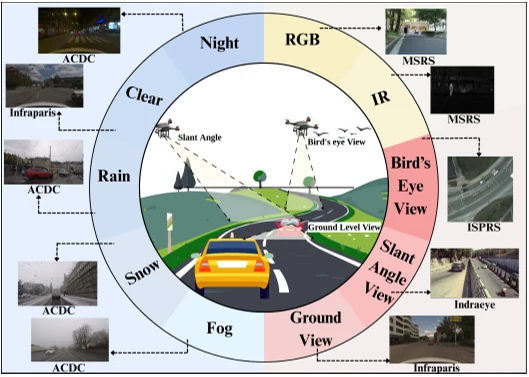 Night
RGB
ACDC
MSRS
Clear
IR
Infraparis
MSRS
Slant Angle
Bird's eye View
Rain
Bird's
Eye
View
ACDC
ISPRS
Ground Level View
Snow
Slant
Angle
View
ACDC
Indraeye
Fog
Ground
View
ACDC
Infraparis